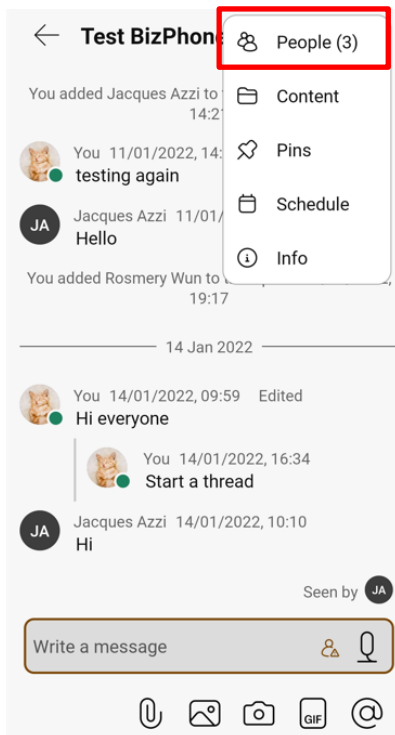 Test BizPhone
People (3)
You added Jacques Azzi to
14:2
Content
You 11/01/2022, 14:
Pins
testing again
Jacques Azzi 11/01/
Schedule
JA
Hello
Info
You added Rosmery Wun to
19:17
14 Jan 2022
You 14/01/2022, 09:59 Edited
Hi everyone
You 14/01/2022, 16:34
Start a thread
Jacques Azzi 14/01/2022, 10:10
JA
Hi
Seen by JA
Write a message
GIF @